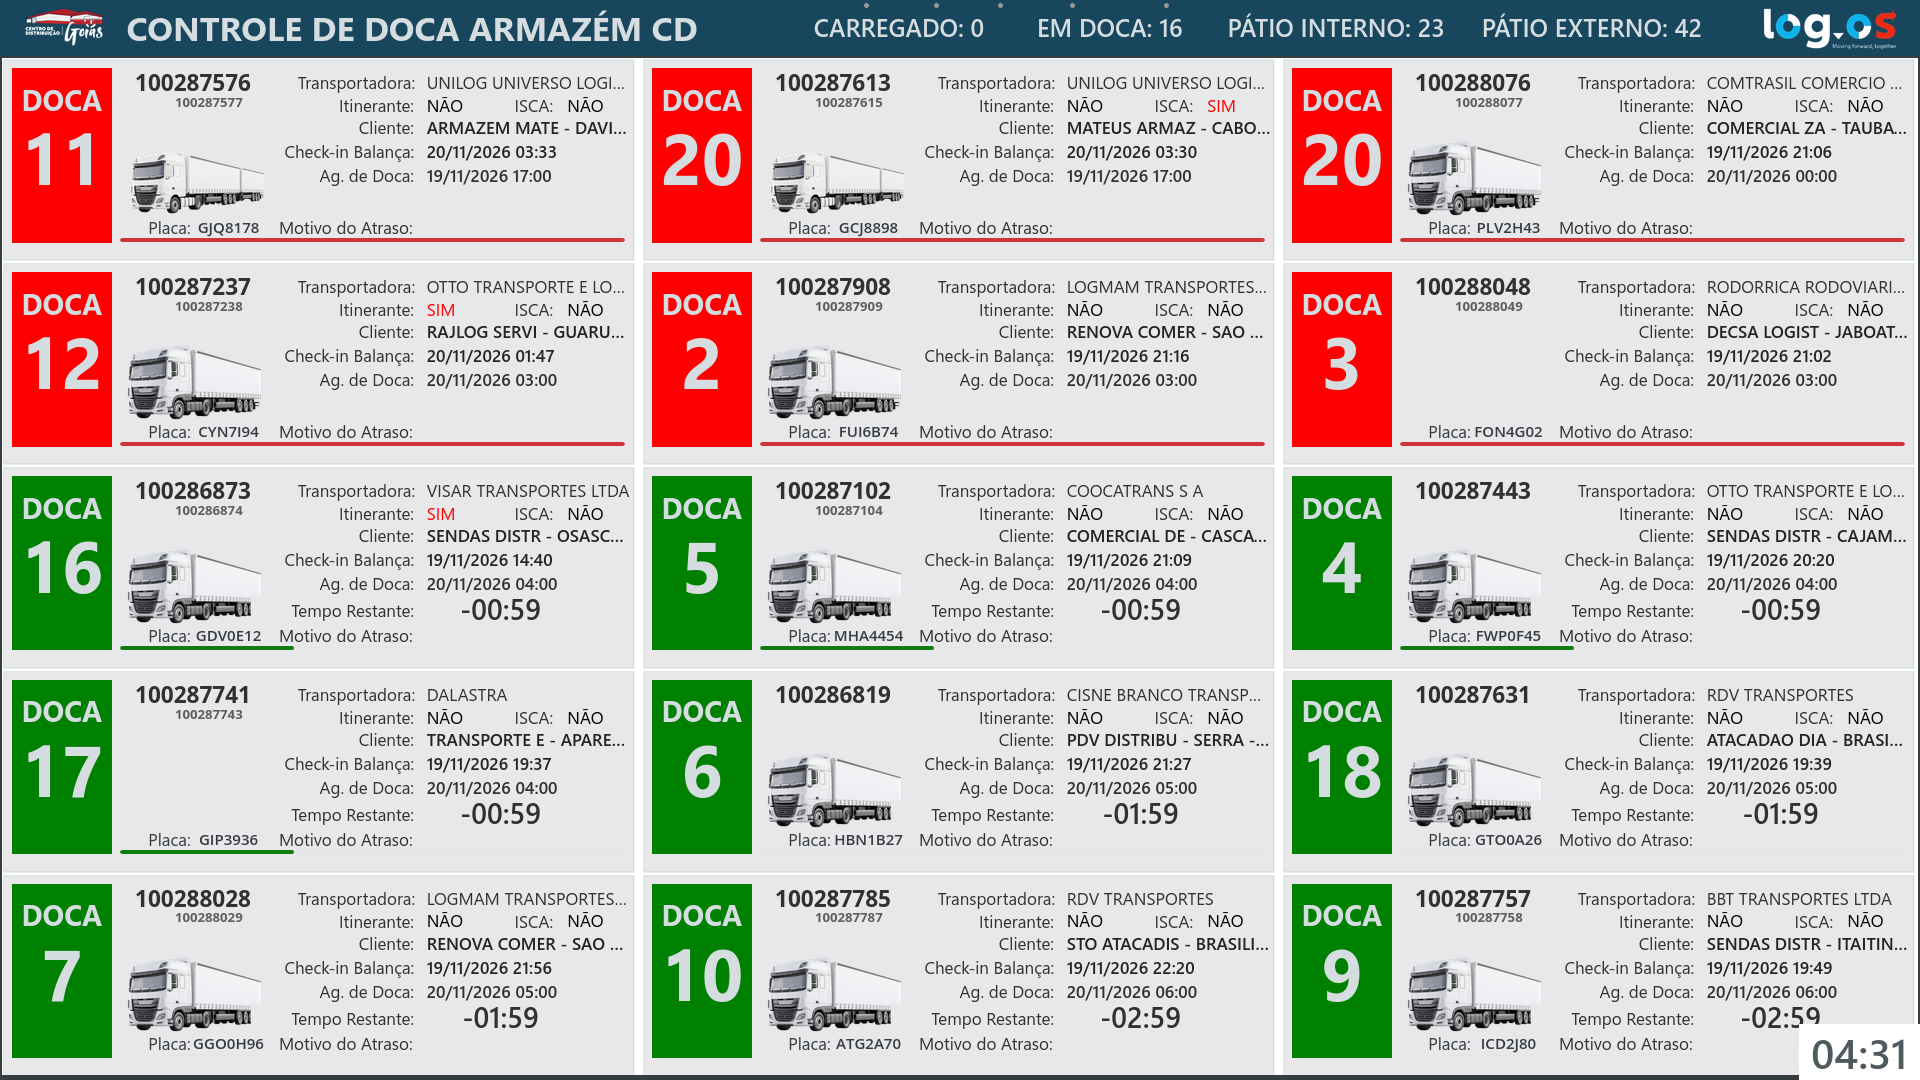 CENTRO DE DISTRIBUIÇÃO Goiás
CONTROLE DE DOCA ARMAZÉM CD
CARREGADO: 0
EM DOCA: 16
PÁTIO INTERNO: 23
PÁTIO EXTERNO: 42
log.os
Moving forward, together
DOCA
11
100287576
100287577
Transportadora: UNILOG UNIVERSO LOGI...
Itinerante: NÃO ISCA: NÃO
Cliente: ARMAZEM MATE - DAVI...
Check-in Balança: 20/11/2026 03:33
Ag. de Doca: 19/11/2026 17:00
Placa: GJQ8178 Motivo do Atraso:
DOCA
20
100287613
100287615
Transportadora: UNILOG UNIVERSO LOGI...
Itinerante: NÃO ISCA: SIM
Cliente: MATEUS ARMAZ - CABO...
Check-in Balança: 20/11/2026 03:30
Ag. de Doca: 19/11/2026 17:00
Placa: GCJ8898 Motivo do Atraso:
DOCA
20
100288076
100288077
Transportadora: COMTRASIL COMERCIO ...
Itinerante: NÃO ISCA: NÃO
Cliente: COMERCIAL ZA - TAUBA...
Check-in Balança: 19/11/2026 21:06
Ag. de Doca: 20/11/2026 00:00
Placa: PLV2H43 Motivo do Atraso:
DOCA
12
100287237
100287238
Transportadora: OTTO TRANSPORTE E LO...
Itinerante: SIM ISCA: NÃO
Cliente: RAJLOG SERVI - GUARU...
Check-in Balança: 20/11/2026 01:47
Ag. de Doca: 20/11/2026 03:00
Placa: CYN7I94 Motivo do Atraso:
DOCA
2
100287908
100287909
Transportadora: LOGMAM TRANSPORTES...
Itinerante: NÃO ISCA: NÃO
Cliente: RENOVA COMER - SAO ...
Check-in Balança: 19/11/2026 21:16
Ag. de Doca: 20/11/2026 03:00
Placa: FUI6B74 Motivo do Atraso:
DOCA
3
100288048
100288049
Transportadora: RODORRICA RODOVIARI...
Itinerante: NÃO ISCA: NÃO
Cliente: DECSA LOGIST - JABOAT...
Check-in Balança: 19/11/2026 21:02
Ag. de Doca: 20/11/2026 03:00
Placa: FON4G02 Motivo do Atraso:
DOCA
16
100286873
100286874
Transportadora: VISAR TRANSPORTES LTDA
Itinerante: SIM ISCA: NÃO
Cliente: SENDAS DISTR - OSASC...
Check-in Balança: 19/11/2026 14:40
Ag. de Doca: 20/11/2026 04:00
Tempo Restante: -00:59
Placa: GDV0E12 Motivo do Atraso:
DOCA
5
100287102
100287104
Transportadora: COOCATRANS S A
Itinerante: NÃO ISCA: NÃO
Cliente: COMERCIAL DE - CASCA...
Check-in Balança: 19/11/2026 21:09
Ag. de Doca: 20/11/2026 04:00
Tempo Restante: -00:59
Placa: MHA4454 Motivo do Atraso:
DOCA
4
100287443
Transportadora: OTTO TRANSPORTE E LO...
Itinerante: NÃO ISCA: NÃO
Cliente: SENDAS DISTR - CAJAM...
Check-in Balança: 19/11/2026 20:20
Ag. de Doca: 20/11/2026 04:00
Tempo Restante: -00:59
Placa: FWP0F45 Motivo do Atraso:
DOCA
17
100287741
100287743
Transportadora: DALASTRA
Itinerante: NÃO ISCA: NÃO
Cliente: TRANSPORTE E - APARE...
Check-in Balança: 19/11/2026 19:37
Ag. de Doca: 20/11/2026 04:00
Tempo Restante: -00:59
Placa: GIP3936 Motivo do Atraso:
DOCA
6
100286819
Transportadora: CISNE BRANCO TRANSP...
Itinerante: NÃO ISCA: NÃO
Cliente: PDV DISTRIBU - SERRA -...
Check-in Balança: 19/11/2026 21:27
Ag. de Doca: 20/11/2026 05:00
Tempo Restante: -01:59
Placa: HBN1B27 Motivo do Atraso:
DOCA
18
100287631
Transportadora: RDV TRANSPORTES
Itinerante: NÃO ISCA: NÃO
Cliente: ATACADAO DIA - BRASI...
Check-in Balança: 19/11/2026 19:39
Ag. de Doca: 20/11/2026 05:00
Tempo Restante: -01:59
Placa: GTO0A26 Motivo do Atraso:
DOCA
7
100288028
100288029
Transportadora: LOGMAM TRANSPORTES...
Itinerante: NÃO ISCA: NÃO
Cliente: RENOVA COMER - SAO ...
Check-in Balança: 19/11/2026 21:56
Ag. de Doca: 20/11/2026 05:00
Tempo Restante: -01:59
Placa: GGO0H96 Motivo do Atraso:
DOCA
10
100287785
100287787
Transportadora: RDV TRANSPORTES
Itinerante: NÃO ISCA: NÃO
Cliente: STO ATACADIS - BRASILI...
Check-in Balança: 19/11/2026 22:20
Ag. de Doca: 20/11/2026 06:00
Tempo Restante: -02:59
Placa: ATG2A70 Motivo do Atraso:
DOCA
9
100287757
100287758
Transportadora: BBT TRANSPORTES LTDA
Itinerante: NÃO ISCA: NÃO
Cliente: SENDAS DISTR - ITAITIN...
Check-in Balança: 19/11/2026 19:49
Ag. de Doca: 20/11/2026 06:00
Tempo Restante: -02:59
Placa: ICD2J80 Motivo do Atraso:
04:31